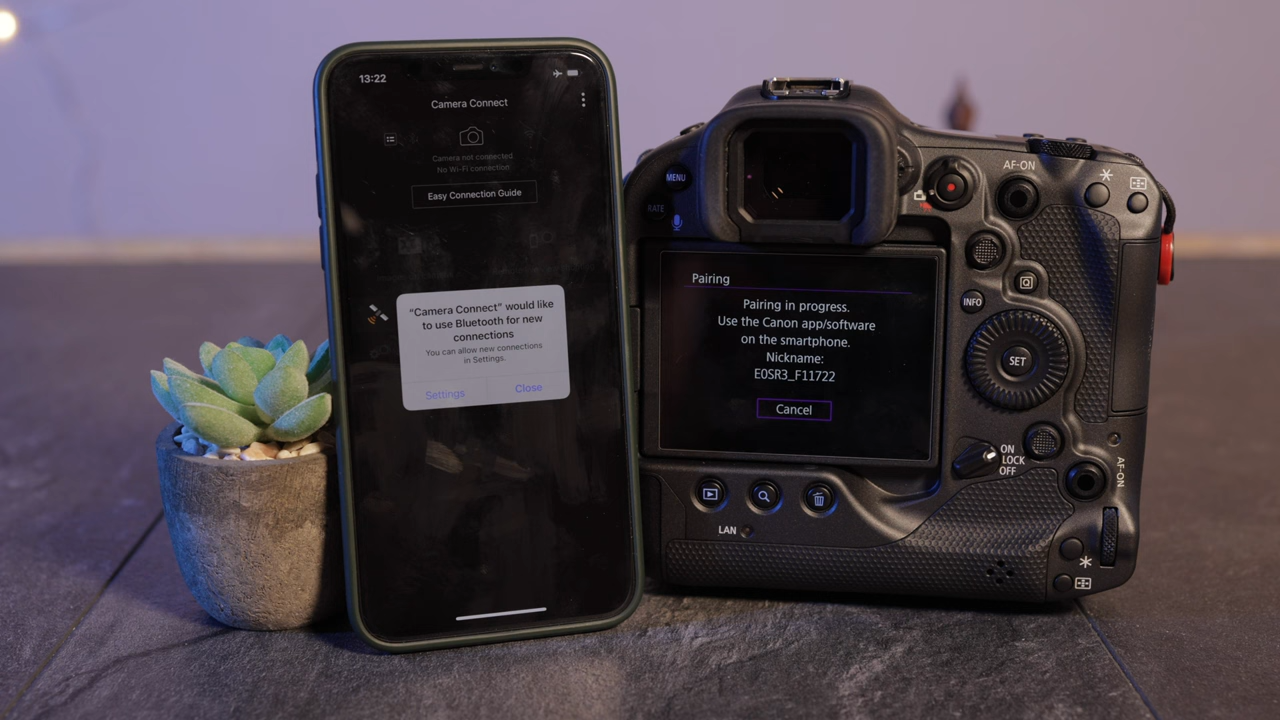 13:22
Camera Connect
Camera not connected
No Wi-Fi connection
Easy Connection Guide
“Camera Connect” would like
to use Bluetooth for new
connections
You can allow new connections
in Settings.
Settings
Close
MENU
RATE
AF-ON
Pairing
Pairing in progress.
Use the Canon app/software
on the smartphone.
Nickname:
E0SR3_F11722
Cancel
Q
INFO
SET
ON
LOCK
OFF
AF-ON
LAN